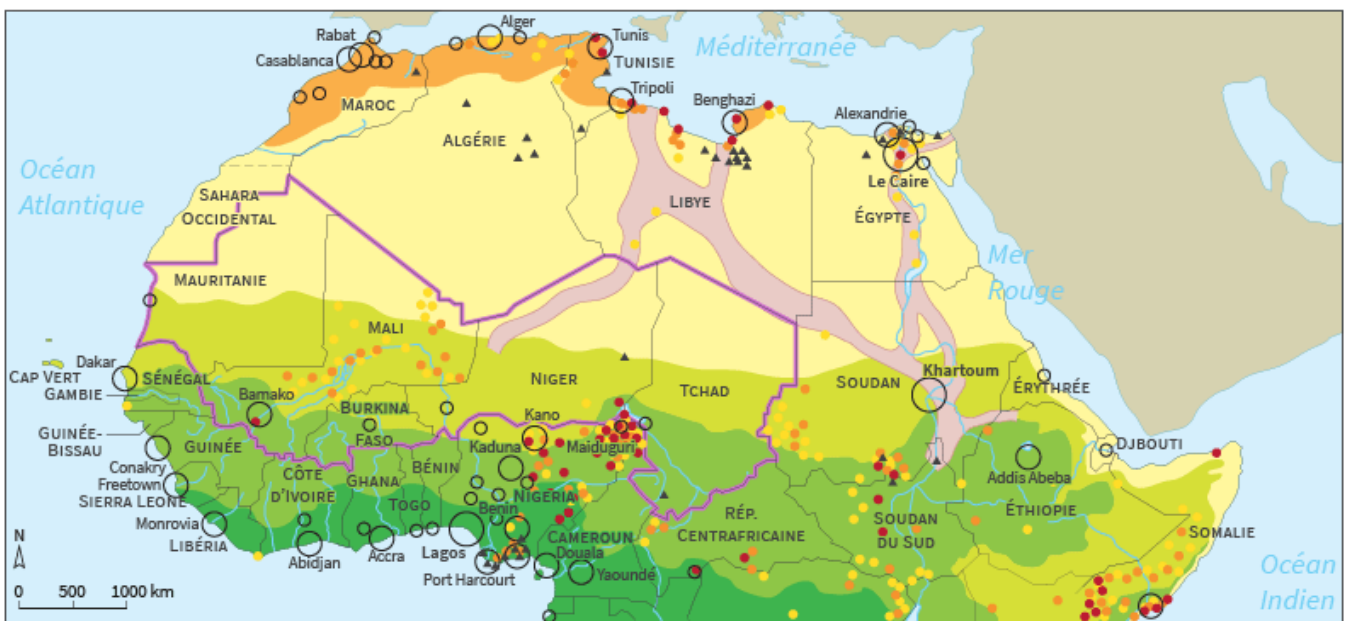 Rabat
Alger
Tunis
Casablanca
TUNISIE
Méditerranée
Tripoli
MAROC
Benghazi
Alexandrie
ALGÉRIE
Océan
Atlantique
Le Caire
SAHARA
OCCIDENTAL
LIBYE
ÉGYPTE
Mer
Rouge
MAURITANIE
MALI
Dakar
CAP VERT
SÉNÉGAL
GAMBIE
NIGER
TCHAD
SOUDAN
Khartoum
ÉRYTHRÉE
Bamako
BURKINA
FASO
Kano
GUINÉE-
BISSAU
GUINÉE
Kaduna
Maiduguri
DJIBOUTI
Conakry
Freetown
SIERRA LEONE
CÔTE
D'IVOIRE
GHANA
BÉNIN
TOGO
NIGÉRIA
Benin
Addis Abeba
ÉTHIOPIE
RÉP.
CENTRAFRICAINE
SOUDAN
DU SUD
SOMALIE
Monrovia
LIBÉRIA
Abidjan
Accra
Lagos
Port Harcourt
CAMEROUN
Douala
Yaoundé
Océan
Indien
N
0 500 1000 km